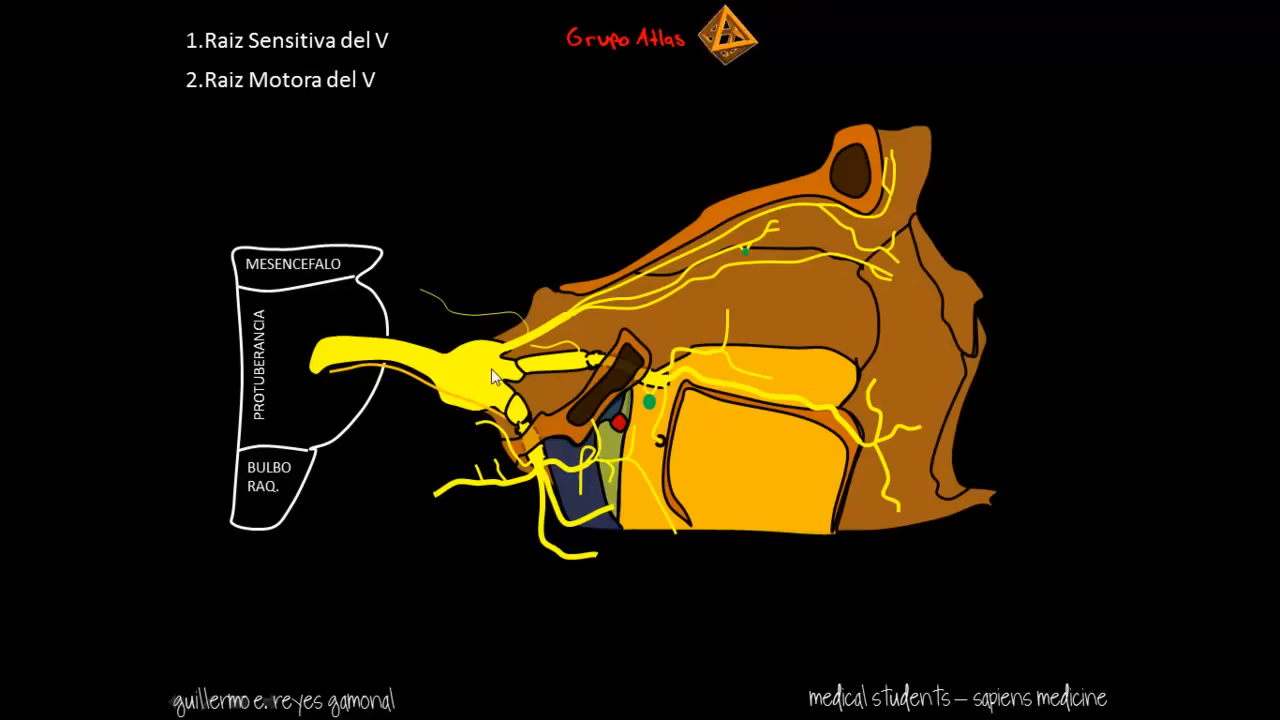 1.Raiz Sensitiva del V
2.Raiz Motora del V
Grupo Atlas
MESENCEFALO
PROTUBERANCIA
BULBO
RAQ.
guillermo e. reyes gamonal
medical students – sapiens medicine